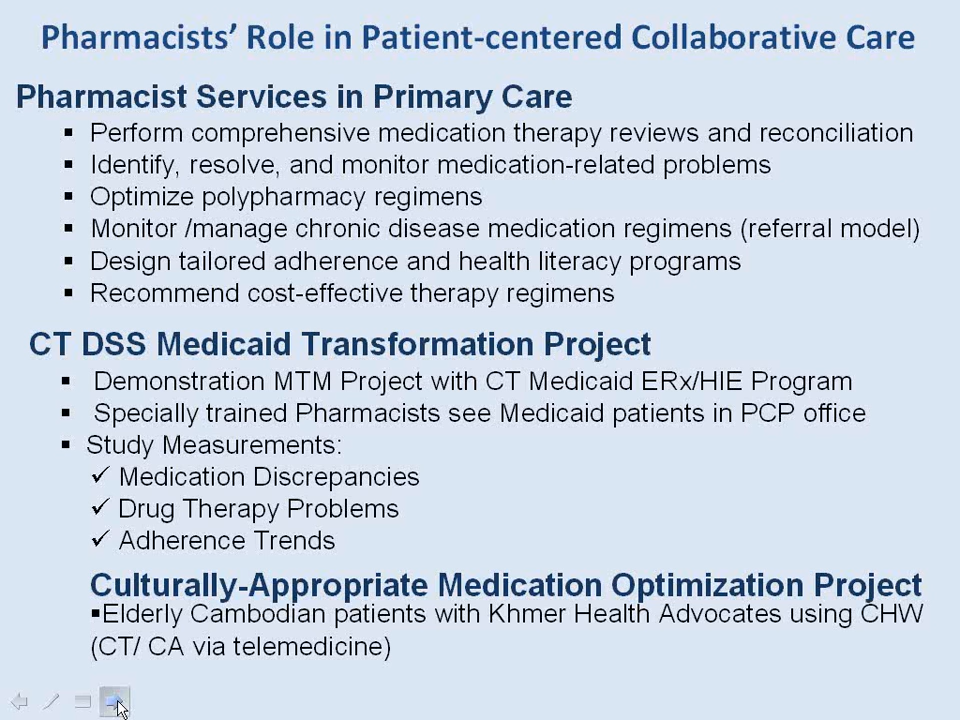 Pharmacists' Role in Patient-centered Collaborative Care
Pharmacist Services in Primary Care
▪ Perform comprehensive medication therapy reviews and reconciliation
▪ Identify, resolve, and monitor medication-related problems
▪ Optimize polypharmacy regimens
▪ Monitor /manage chronic disease medication regimens (referral model)
▪ Design tailored adherence and health literacy programs
▪ Recommend cost-effective therapy regimens
CT DSS Medicaid Transformation Project
▪ Demonstration MTM Project with CT Medicaid ERx/HIE Program
▪ Specially trained Pharmacists see Medicaid patients in PCP office
▪ Study Measurements:
✓ Medication Discrepancies
✓ Drug Therapy Problems
✓ Adherence Trends
Culturally-Appropriate Medication Optimization Project
▪Elderly Cambodian patients with Khmer Health Advocates using CHW
(CT/ CA via telemedicine)